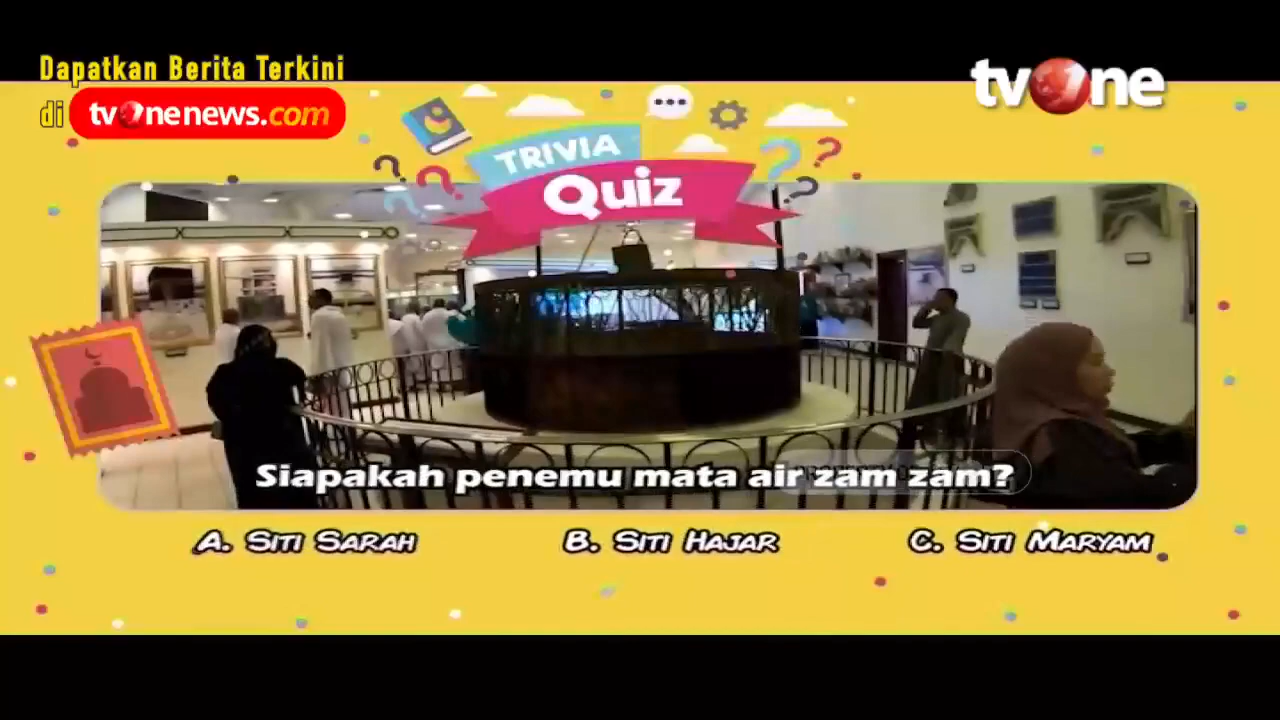 Dapatkan Berita Terkini
di tvOnenews.com
tvOne
TRIVIA
Quiz
Siapakah penemu mata air zam zam?
A. Siti Sarah
B. Siti Hajar
C. Siti Maryam